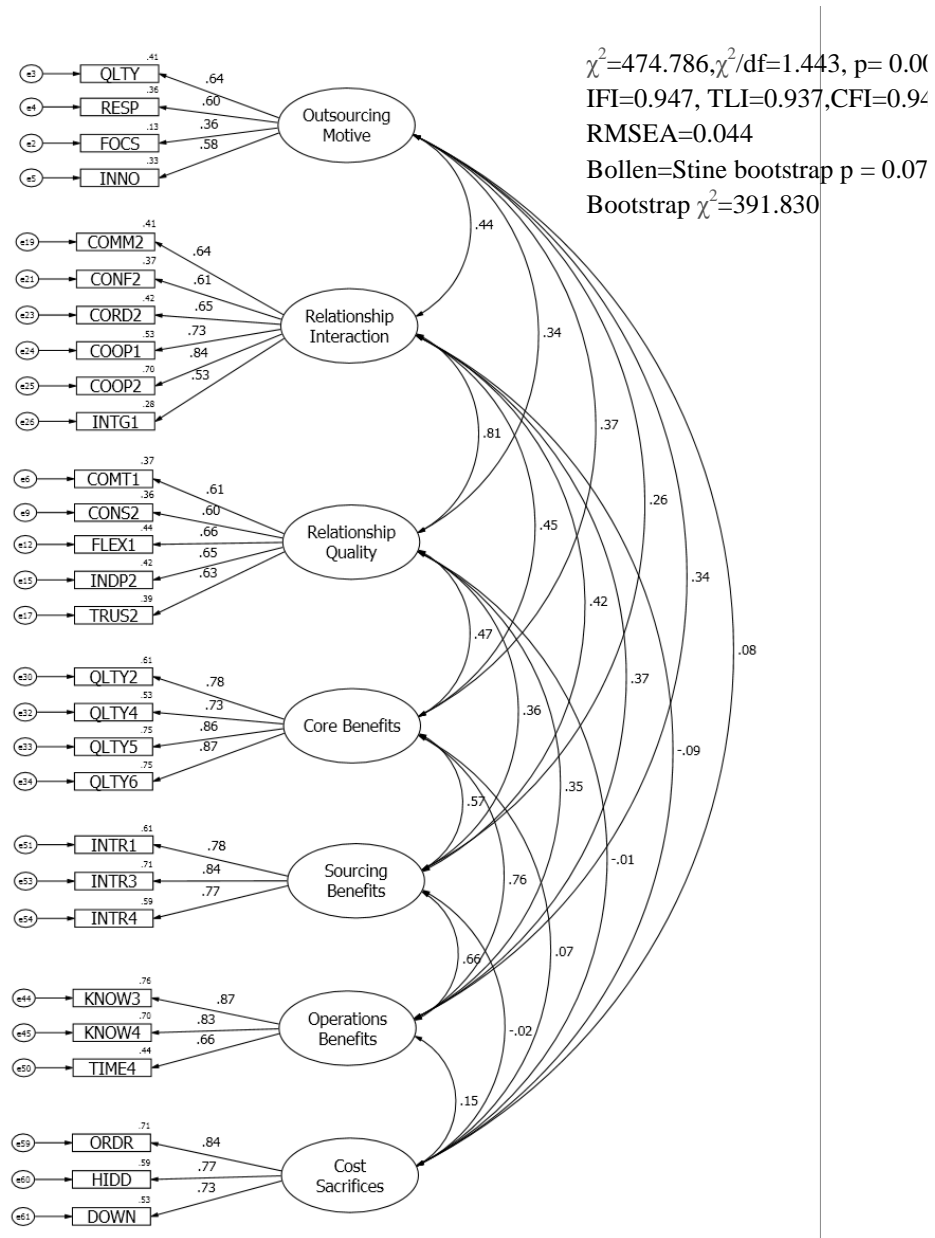 χ²=474.786,χ²/df=1.443, p= 0.00
IFI=0.947, TLI=0.937,CFI=0.94
RMSEA=0.044
Bollen=Stine bootstrap p = 0.07
Bootstrap χ²=391.830
.41
e3 QLTY .64
.36
e4 RESP .60
.13
e2 FOCS .36
.33
e5 INNO .58
Outsourcing
Motive
.41
e19 COMM2 .64
.37
e21 CONF2 .61
.42
e23 CORD2 .65
.53
e24 COOP1 .73
.70
e25 COOP2 .84
.28
e26 INTG1 .53
Relationship
Interaction
.37
e6 COMT1 .61
.36
e9 CONS2 .60
.44
e12 FLEX1 .66
.42
e15 INDP2 .65
.39
e17 TRUS2 .63
Relationship
Quality
.61
e30 QLTY2 .78
.53
e32 QLTY4 .73
.75
e33 QLTY5 .86
.75
e34 QLTY6 .87
Core Benefits
.61
e51 INTR1 .78
.71
e53 INTR3 .84
.59
e54 INTR4 .77
Sourcing
Benefits
.76
e44 KNOW3 .87
.70
e45 KNOW4 .83
.44
e50 TIME4 .66
Operations
Benefits
.71
e59 ORDR .84
.59
e60 HIDD .77
.53
e61 DOWN .73
Cost
Sacrifices
.44
.34
.37
.81
.26
.45
.34
.42
.47
.08
.37
.36
-.09
.35
.57
-.01
.76
.07
.66
-.02
.15